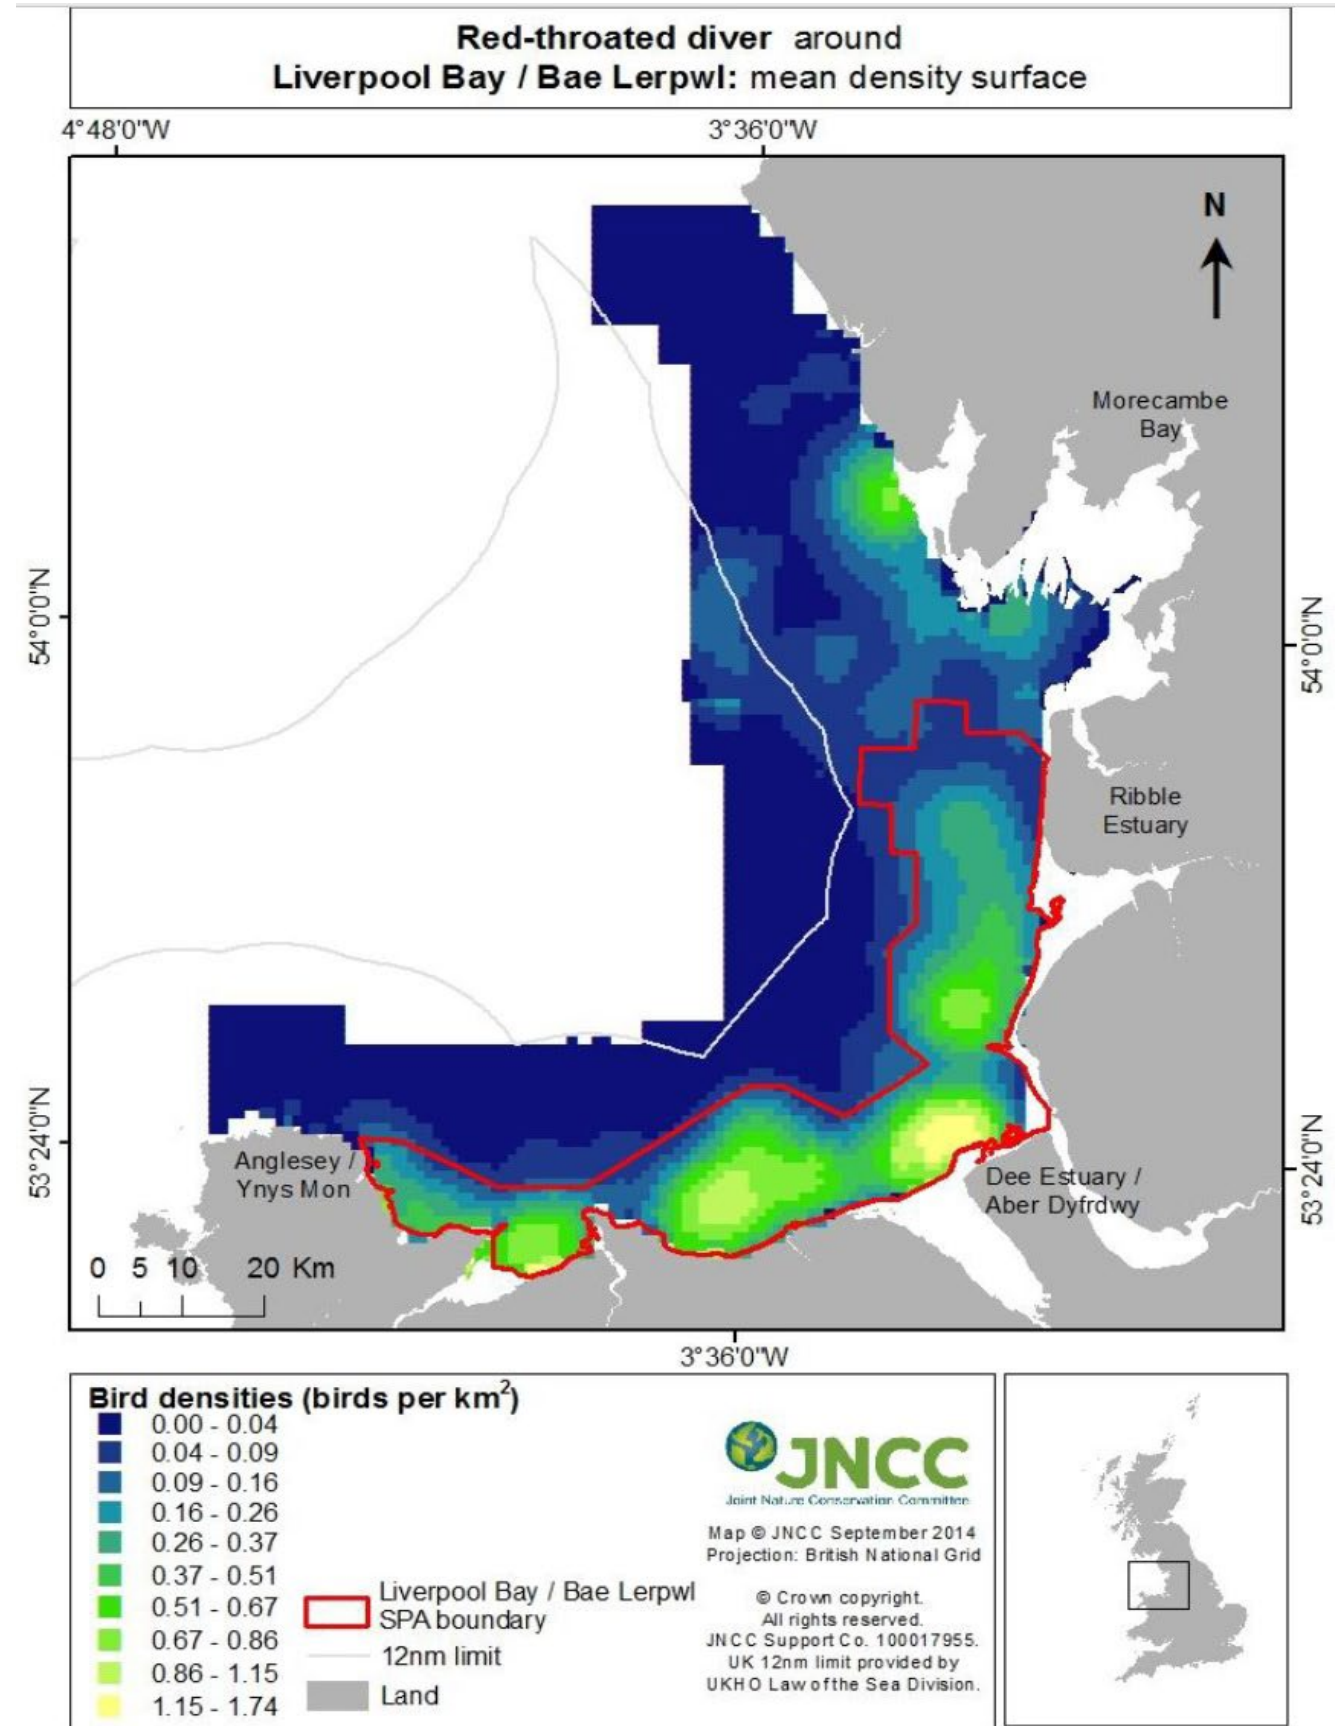 Red-throated diver around
Liverpool Bay / Bae Lerpwl: mean density surface
4°48'0"W
3°36'0"W
N
Morecambe
Bay
54°0'0"N
54°0'0"N
Ribble
Estuary
53°24'0"N
53°24'0"N
Anglesey /
Ynys Mon
Dee Estuary /
Aber Dyfrdwy
0 5 10 20 Km
3°36'0"W
Bird densities (birds per km²)
0.00 - 0.04
0.04 - 0.09
0.09 - 0.16
0.16 - 0.26
0.26 - 0.37
0.37 - 0.51
0.51 - 0.67
0.67 - 0.86
0.86 - 1.15
1.15 - 1.74
Liverpool Bay / Bae Lerpwl
SPA boundary
12nm limit
Land
JNCC
Joint Nature Conservation Committee
Map © JNCC September 2014
Projection: British National Grid
© Crown copyright.
All rights reserved.
JNCC Support Co. 100017955.
UK 12nm limit provided by
UKHO Law of the Sea Division.